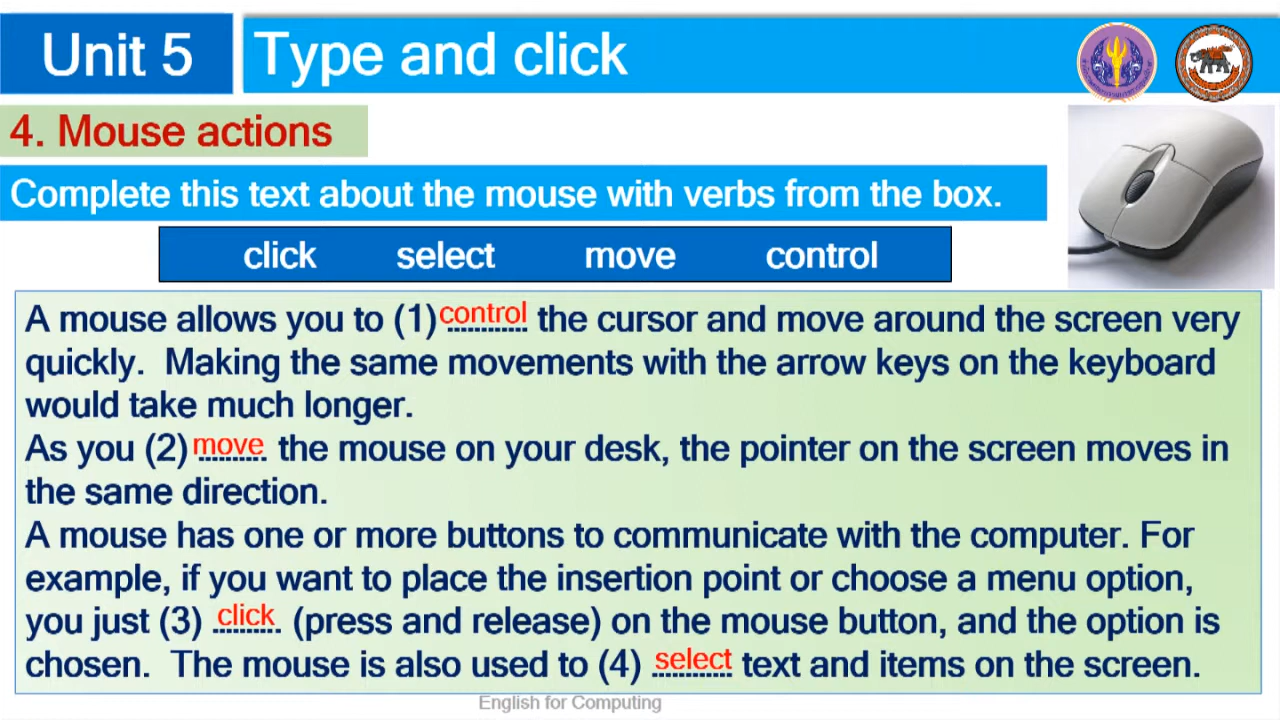 Unit 5
Type and click
4. Mouse actions
Complete this text about the mouse with verbs from the box.
click select move control
A mouse allows you to (1) control the cursor and move around the screen very
quickly. Making the same movements with the arrow keys on the keyboard
would take much longer.
As you (2) move the mouse on your desk, the pointer on the screen moves in
the same direction.
A mouse has one or more buttons to communicate with the computer. For
example, if you want to place the insertion point or choose a menu option,
you just (3) click (press and release) on the mouse button, and the option is
chosen. The mouse is also used to (4) select text and items on the screen.
English for Computing